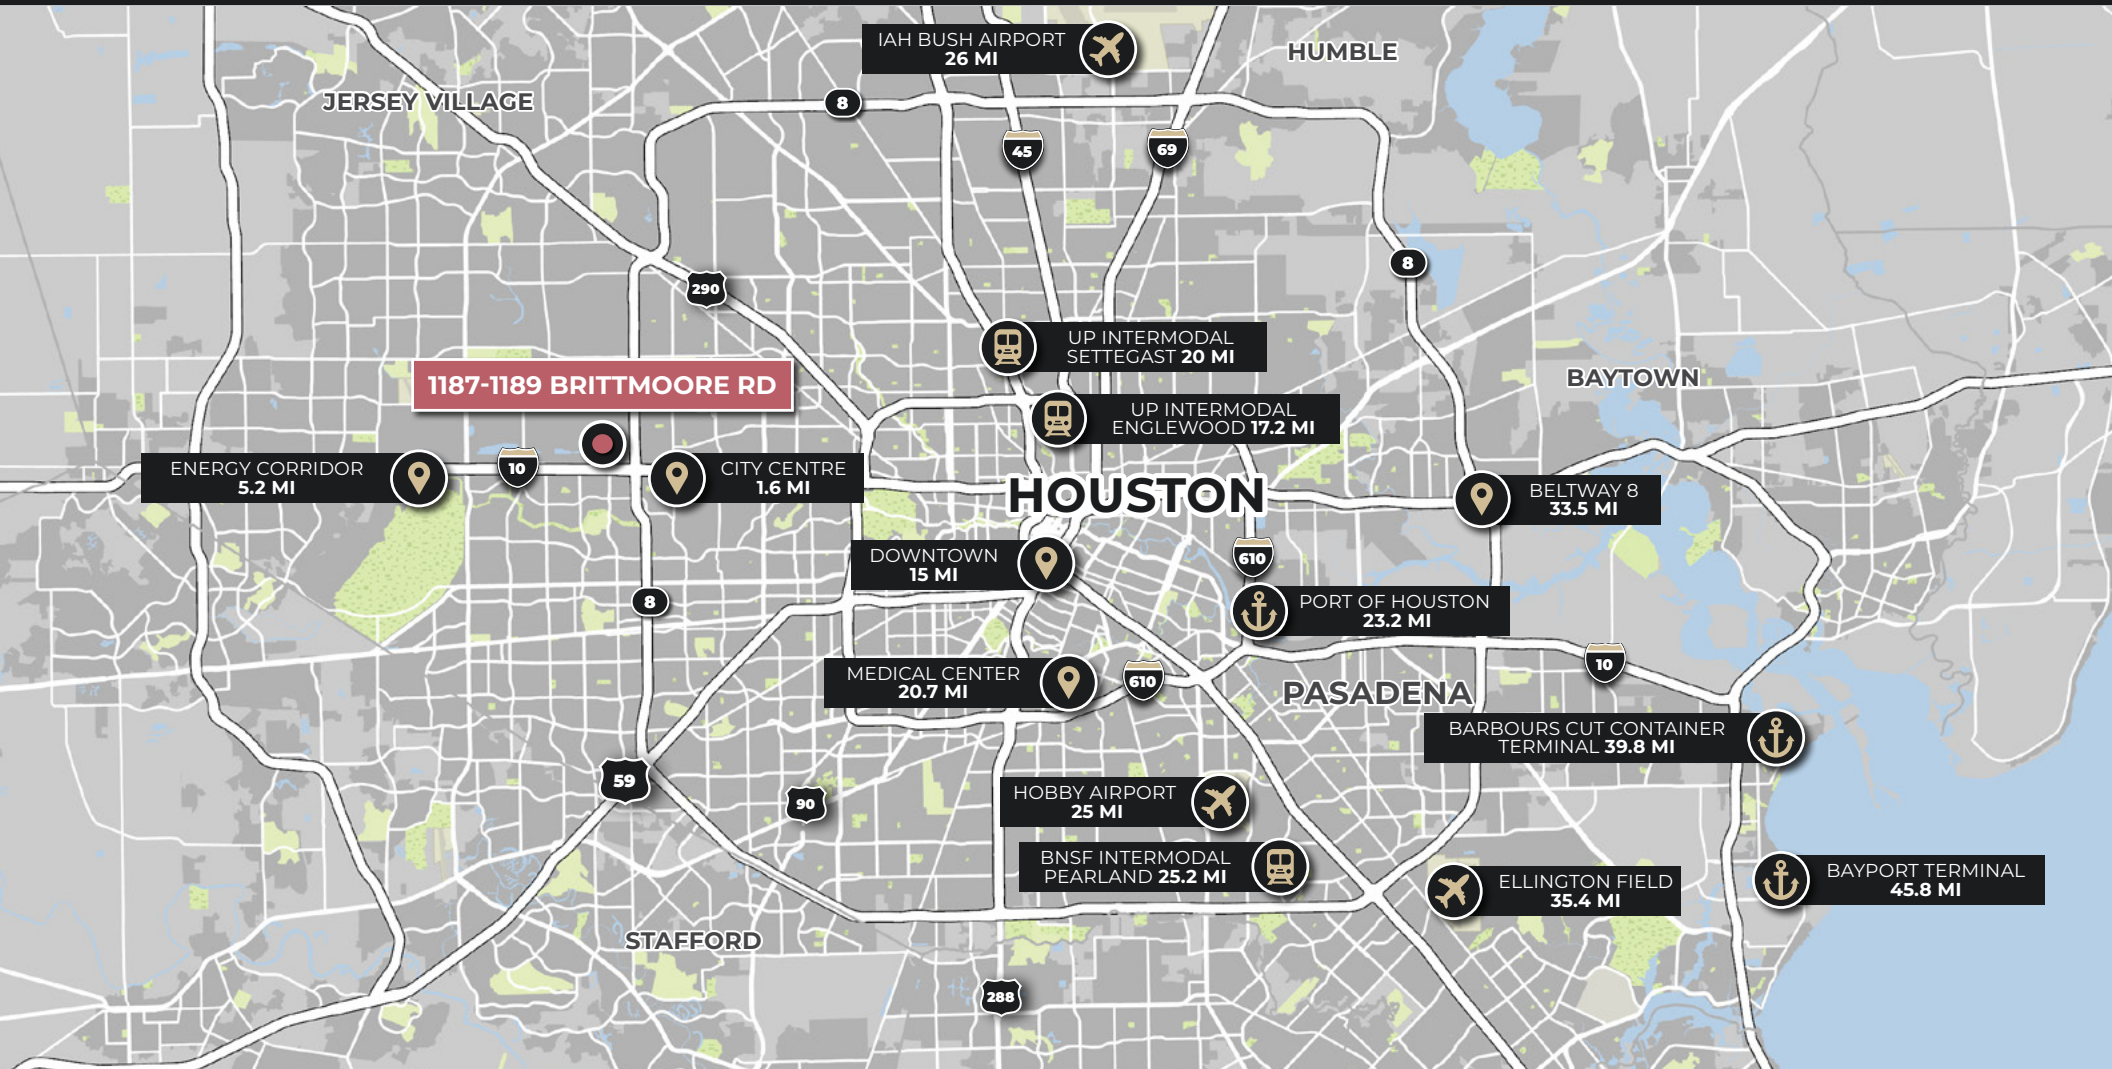 IAH BUSH AIRPORT
26 MI
HUMBLE
JERSEY VILLAGE
8
45
69
8
290
UP INTERMODAL
SETTEGAST 20 MI
1187-1189 BRITTMOORE RD
BAYTOWN
UP INTERMODAL
ENGLEWOOD 17.2 MI
ENERGY CORRIDOR
5.2 MI
10
CITY CENTRE
1.6 MI
HOUSTON
BELTWAY 8
33.5 MI
DOWNTOWN
15 MI
610
8
PORT OF HOUSTON
23.2 MI
MEDICAL CENTER
20.7 MI
610
10
PASADENA
BARBOURS CUT CONTAINER
TERMINAL 39.8 MI
59
90
HOBBY AIRPORT
25 MI
BNSF INTERMODAL
PEARLAND 25.2 MI
ELLINGTON FIELD
35.4 MI
BAYPORT TERMINAL
45.8 MI
STAFFORD
288